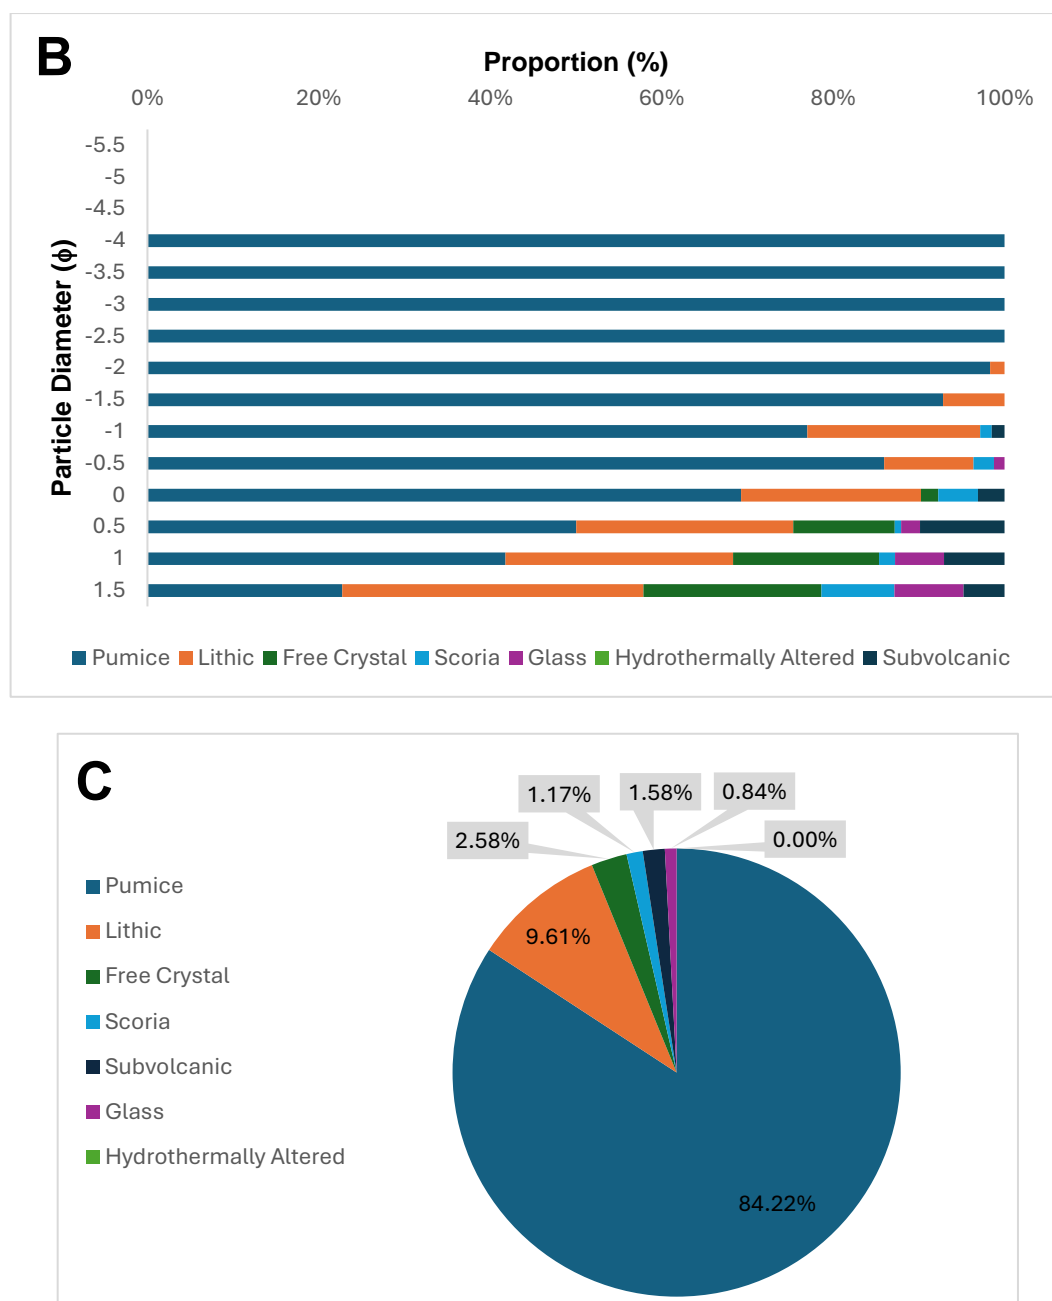 B
Proportion (%)
0% 20% 40% 60% 80% 100%
Particle Diameter (ϕ)
-5.5
-5
-4.5
-4
-3.5
-3
-2.5
-2
-1.5
-1
-0.5
0
0.5
1
1.5
Pumice Lithic Free Crystal Scoria Glass Hydrothermally Altered Subvolcanic
C
1.17% 1.58% 0.84%
2.58% 0.00%
Pumice
Lithic
9.61%
Free Crystal
Scoria
Subvolcanic
Glass
Hydrothermally Altered
84.22%